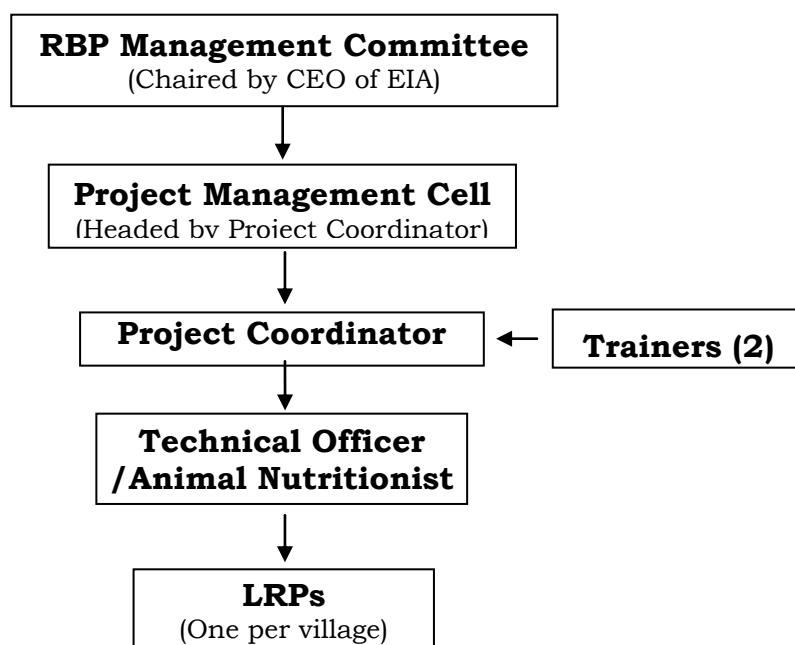 RBP Management Committee
(Chaired by CEO of EIA)
Project Management Cell
(Headed by Project Coordinator)
Project Coordinator
Trainers (2)
Technical Officer
/Animal Nutritionist
LRPs
(One per village)